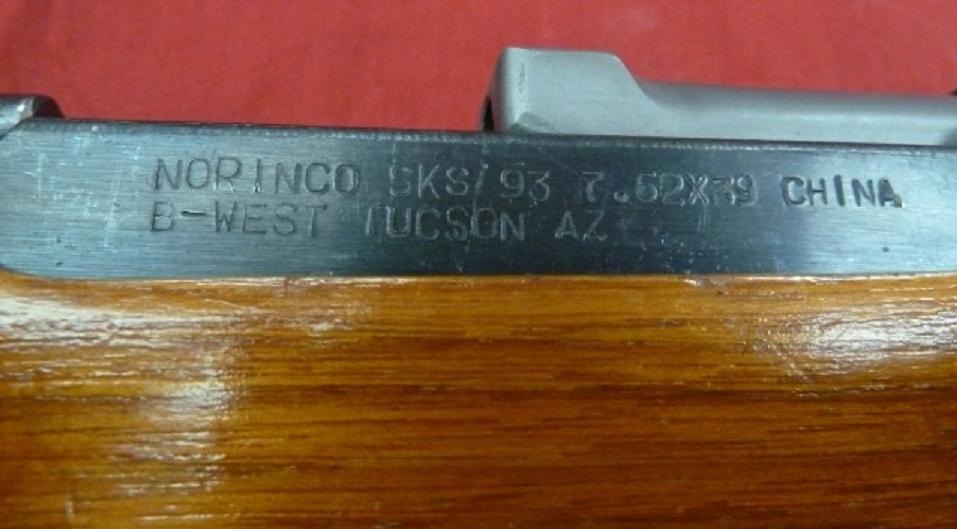 NORINCO SKS/93 7.62X39 CHINA
B-WEST TUCSON AZ